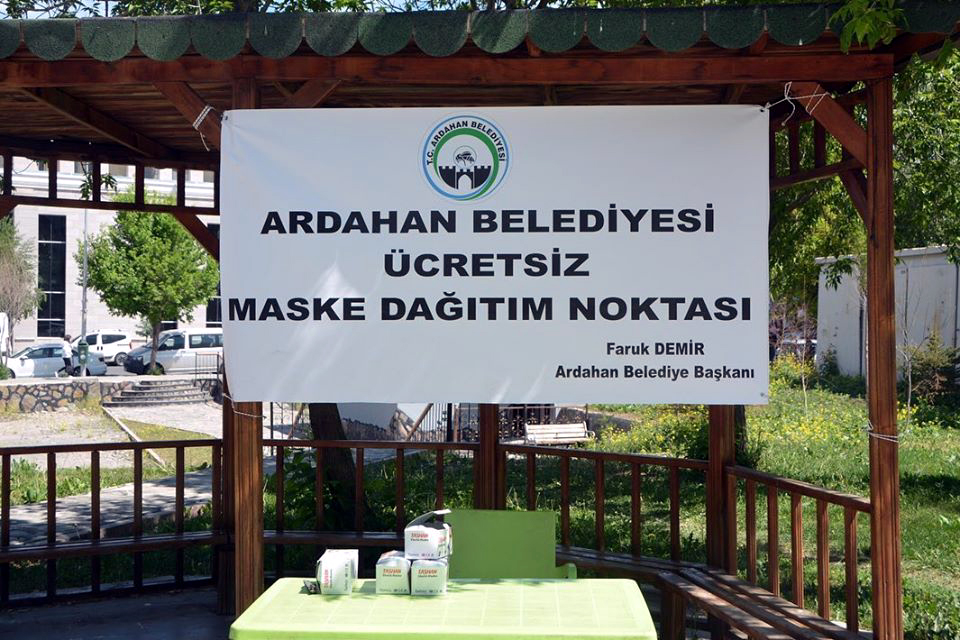 T.C. ARDAHAN BELEDİYESİ
ARDAHAN BELEDİYESİ
ÜCRETSİZ
MASKE DAĞITIM NOKTASI
Faruk DEMİR
Ardahan Belediye Başkanı